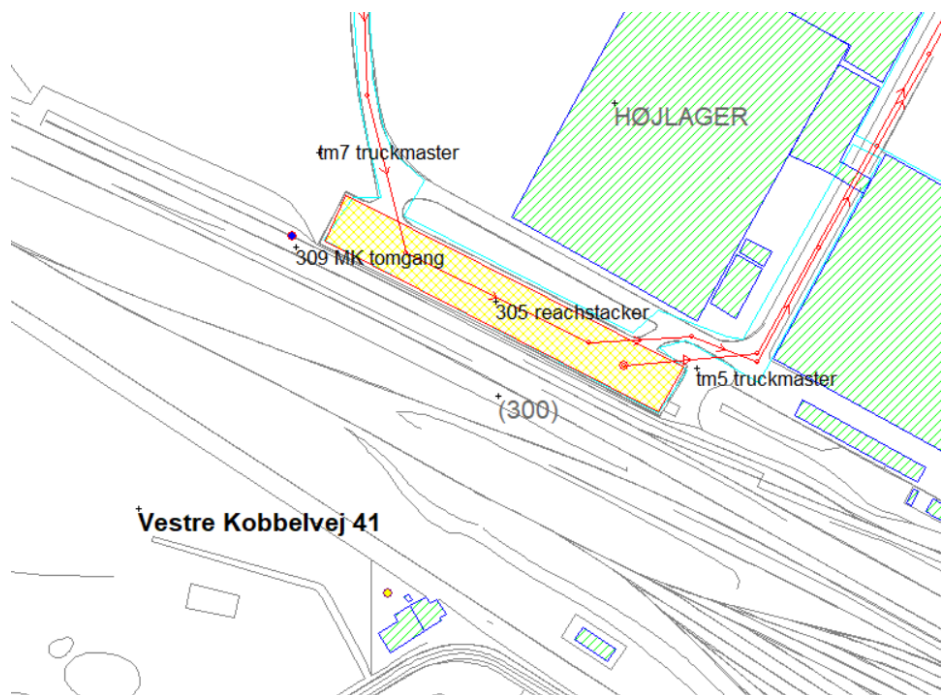 HØJLAGER
tm7 truckmaster
309 MK tomgang
305 reachstacker
tm5 truckmaster
(300)
Vestre Kobbelvej 41